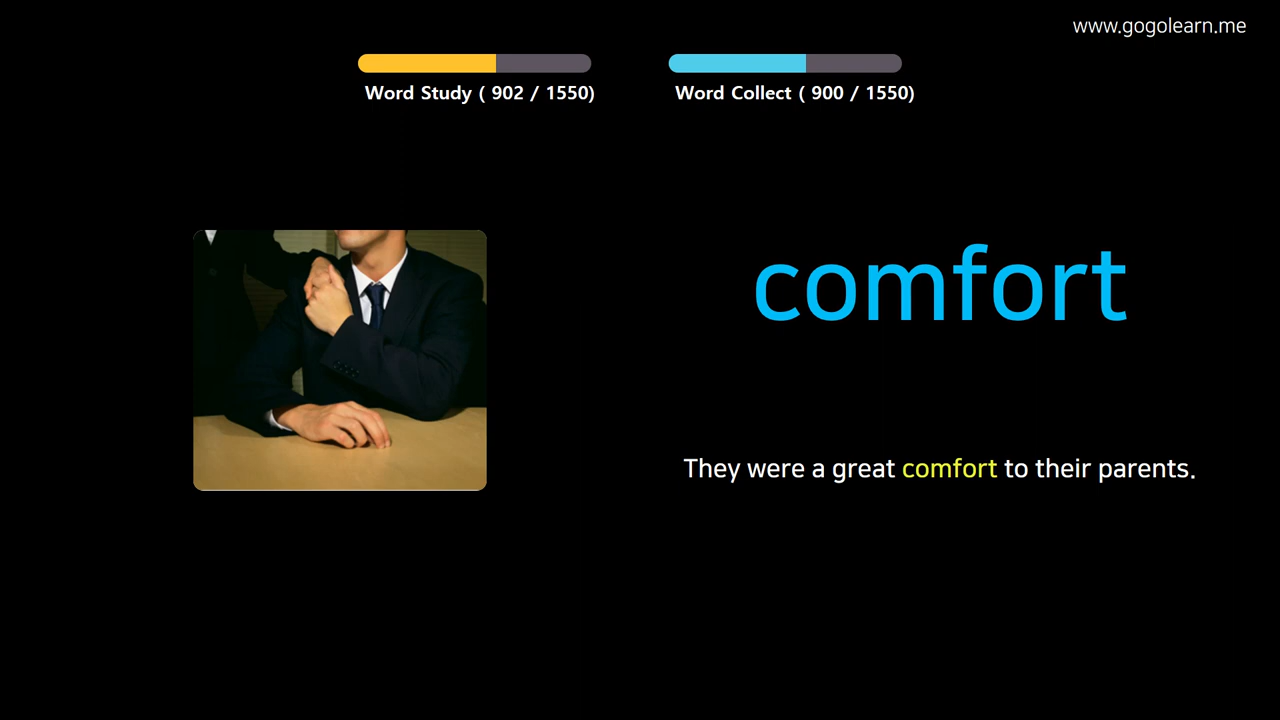 www.gogolearn.me
Word Study ( 902 / 1550)
Word Collect ( 900 / 1550)
comfort
They were a great comfort to their parents.